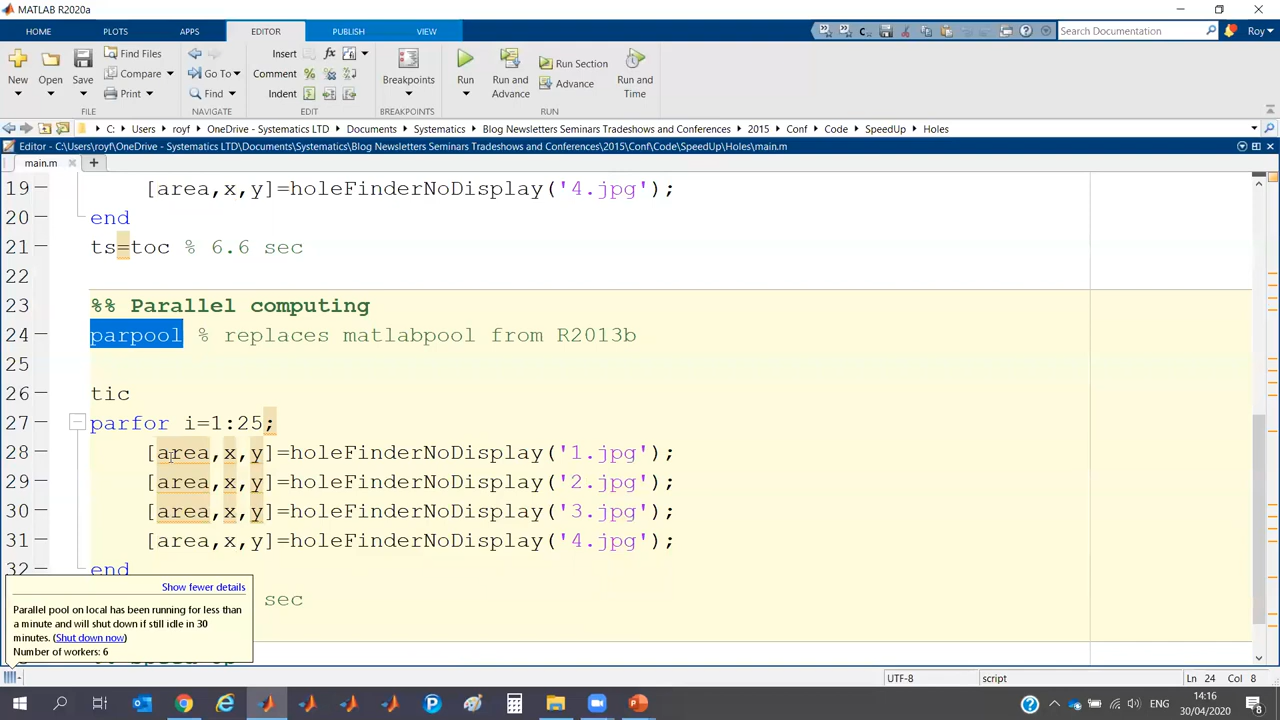 MATLAB R2020a
HOME PLOTS APPS EDITOR PUBLISH VIEW Search Documentation Roy
New Open Save Find Files Compare Print Go To Find Insert fx Comment % Indent Breakpoints Run Run and Advance Run Section Advance Run and Time
FILE NAVIGATE EDIT BREAKPOINTS RUN
C: Users royf OneDrive - Systematics LTD Documents Systematics Blog Newsletters Seminars Tradeshows and Conferences 2015 Conf Code SpeedUp Holes
Editor - C:\Users\royf\OneDrive - Systematics LTD\Documents\Systematics\Blog Newsletters Seminars Tradeshows and Conferences\2015\Conf\Code\SpeedUp\Holes\main.m
main.m
19 [area,x,y]=holeFinderNoDisplay('4.jpg');
20 end
21 ts=toc % 6.6 sec
22
23 %% Parallel computing
24 parpool % replaces matlabpool from R2013b
25
26 tic
27 parfor i=1:25;
28 [area,x,y]=holeFinderNoDisplay('1.jpg');
29 [area,x,y]=holeFinderNoDisplay('2.jpg');
30 [area,x,y]=holeFinderNoDisplay('3.jpg');
31 [area,x,y]=holeFinderNoDisplay('4.jpg');
32 end
sec
Show fewer details
Parallel pool on local has been running for less than
a minute and will shut down if still idle in 30
minutes. (Shut down now)
Number of workers: 6
UTF-8 script Ln 24 Col 8
ENG 14:16
30/04/2020 8